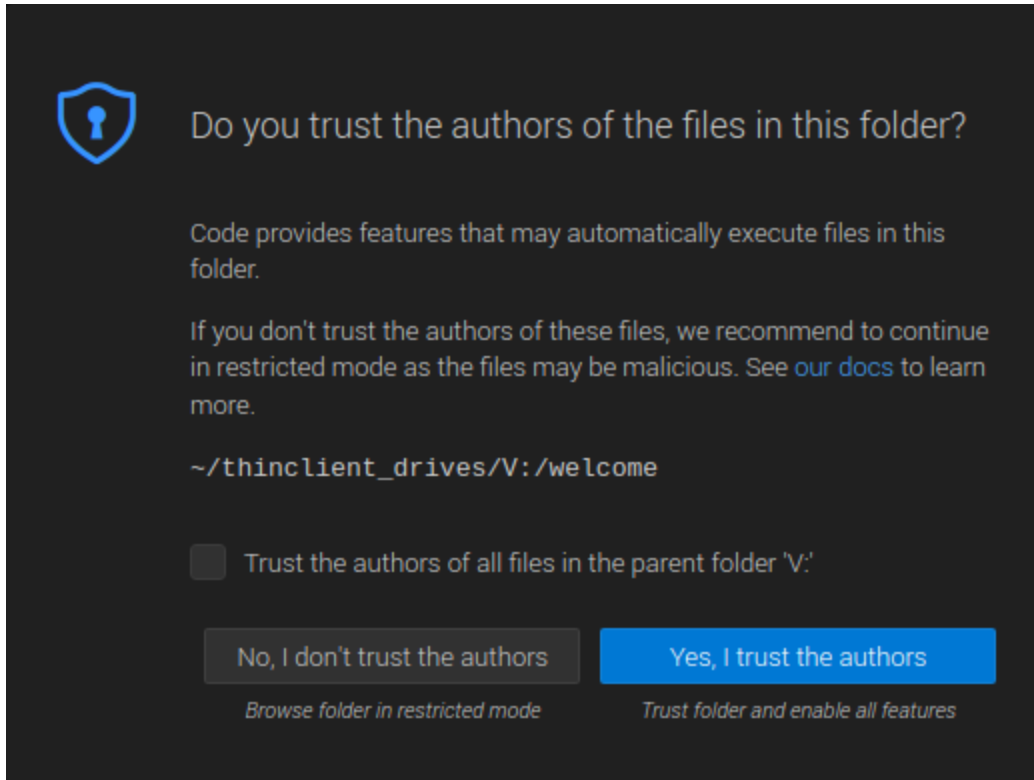 Do you trust the authors of the files in this folder?
Code provides features that may automatically execute files in this
folder.
If you don't trust the authors of these files, we recommend to continue
in restricted mode as the files may be malicious. See our docs to learn
more.
~/thinclient_drives/V:/welcome
Trust the authors of all files in the parent folder 'V:'
No, I don't trust the authors
Yes, I trust the authors
Browse folder in restricted mode
Trust folder and enable all features